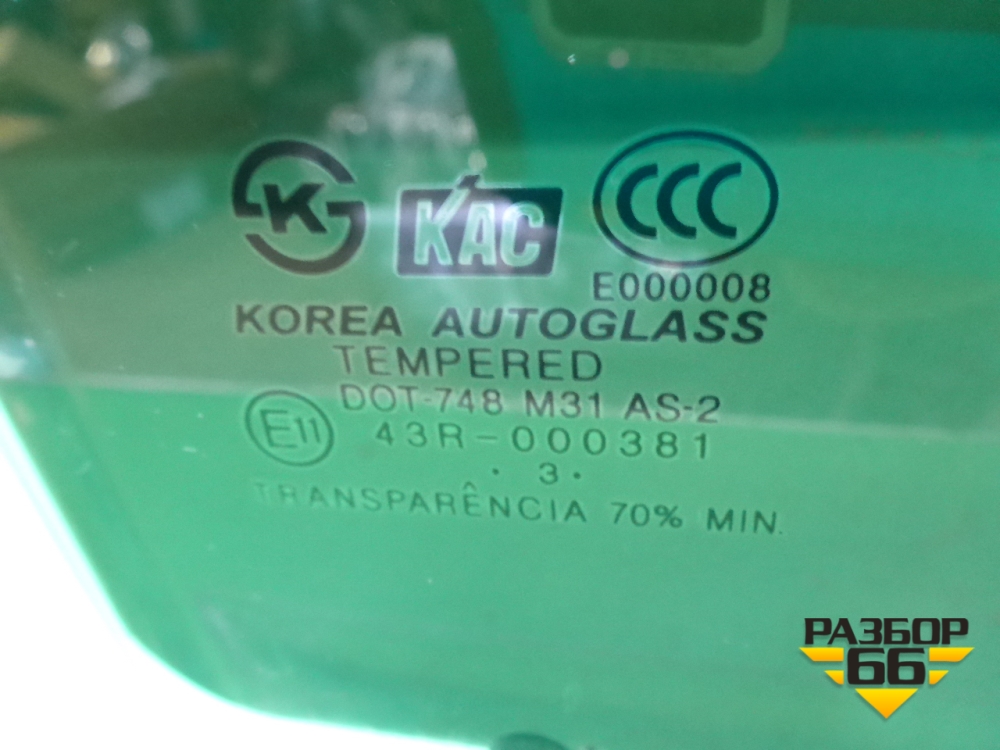 K
KAC
CCC
E000008
KOREA AUTOGLASS
TEMPERED
DOT-748 M31 AS-2
E11
43R-000381
· 3 ·
TRANSPARÊNCIA 70% MIN.
РАЗБОР
66